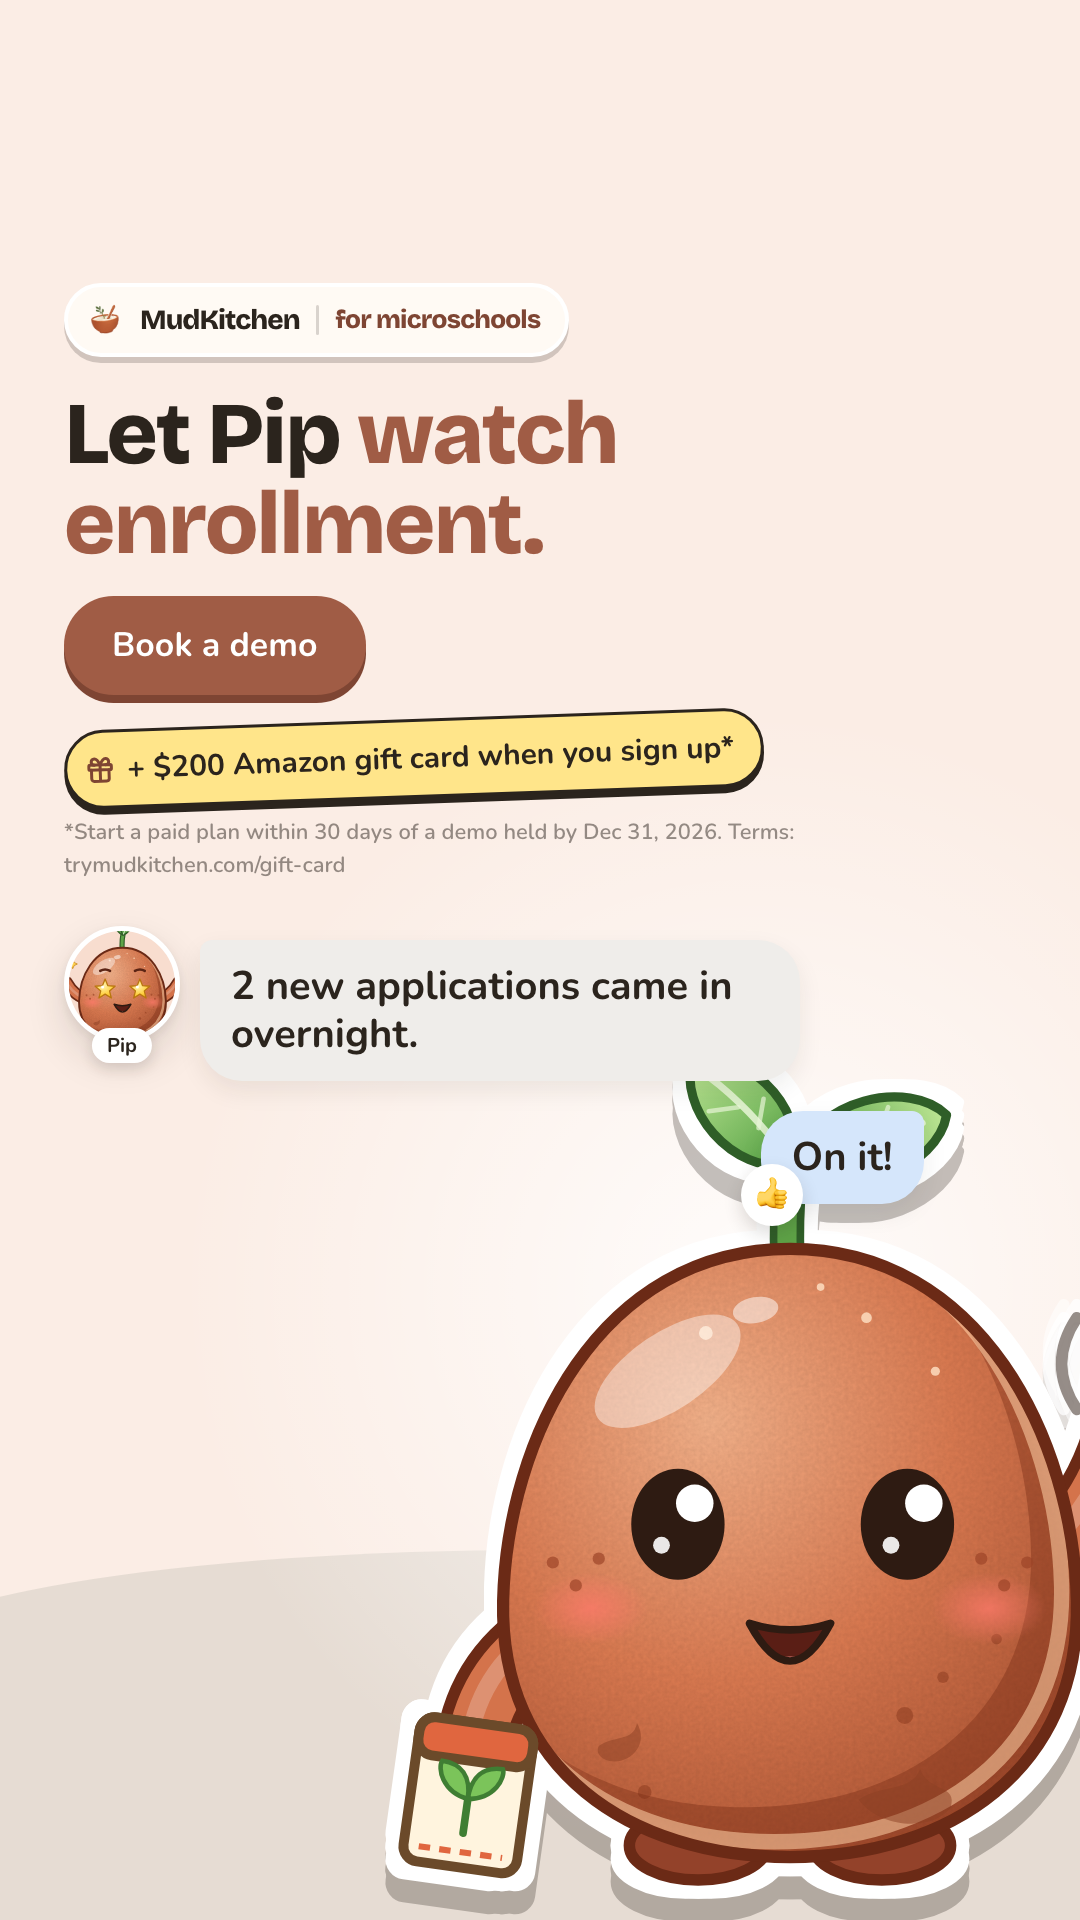 MudKitchen | for microschools
Let Pip watch
enrollment.
Book a demo
+ $200 Amazon gift card when you sign up*
*Start a paid plan within 30 days of a demo held by Dec 31, 2026. Terms:
trymudkitchen.com/gift-card
2 new applications came in
overnight.
Pip
On it!